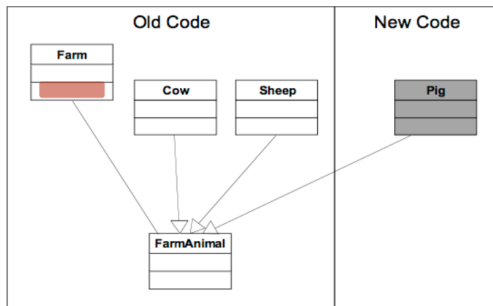 Old Code
New Code
Farm
Cow
Sheep
Pig
FarmAnimal